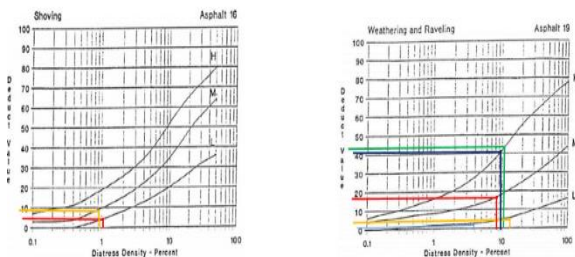 Shoving Asphalt 16
100
90
80
70
60
50
40
30
20
10
0
Deduct Value
H
M
L
0.1 1 10 100
Distress Density - Percent
Weathering and Raveling Asphalt 19
100
90
80
70
60
50
40
30
20
10
0
Deduct Value
M
L
0.1 1 10 100
Distress Density - Percent